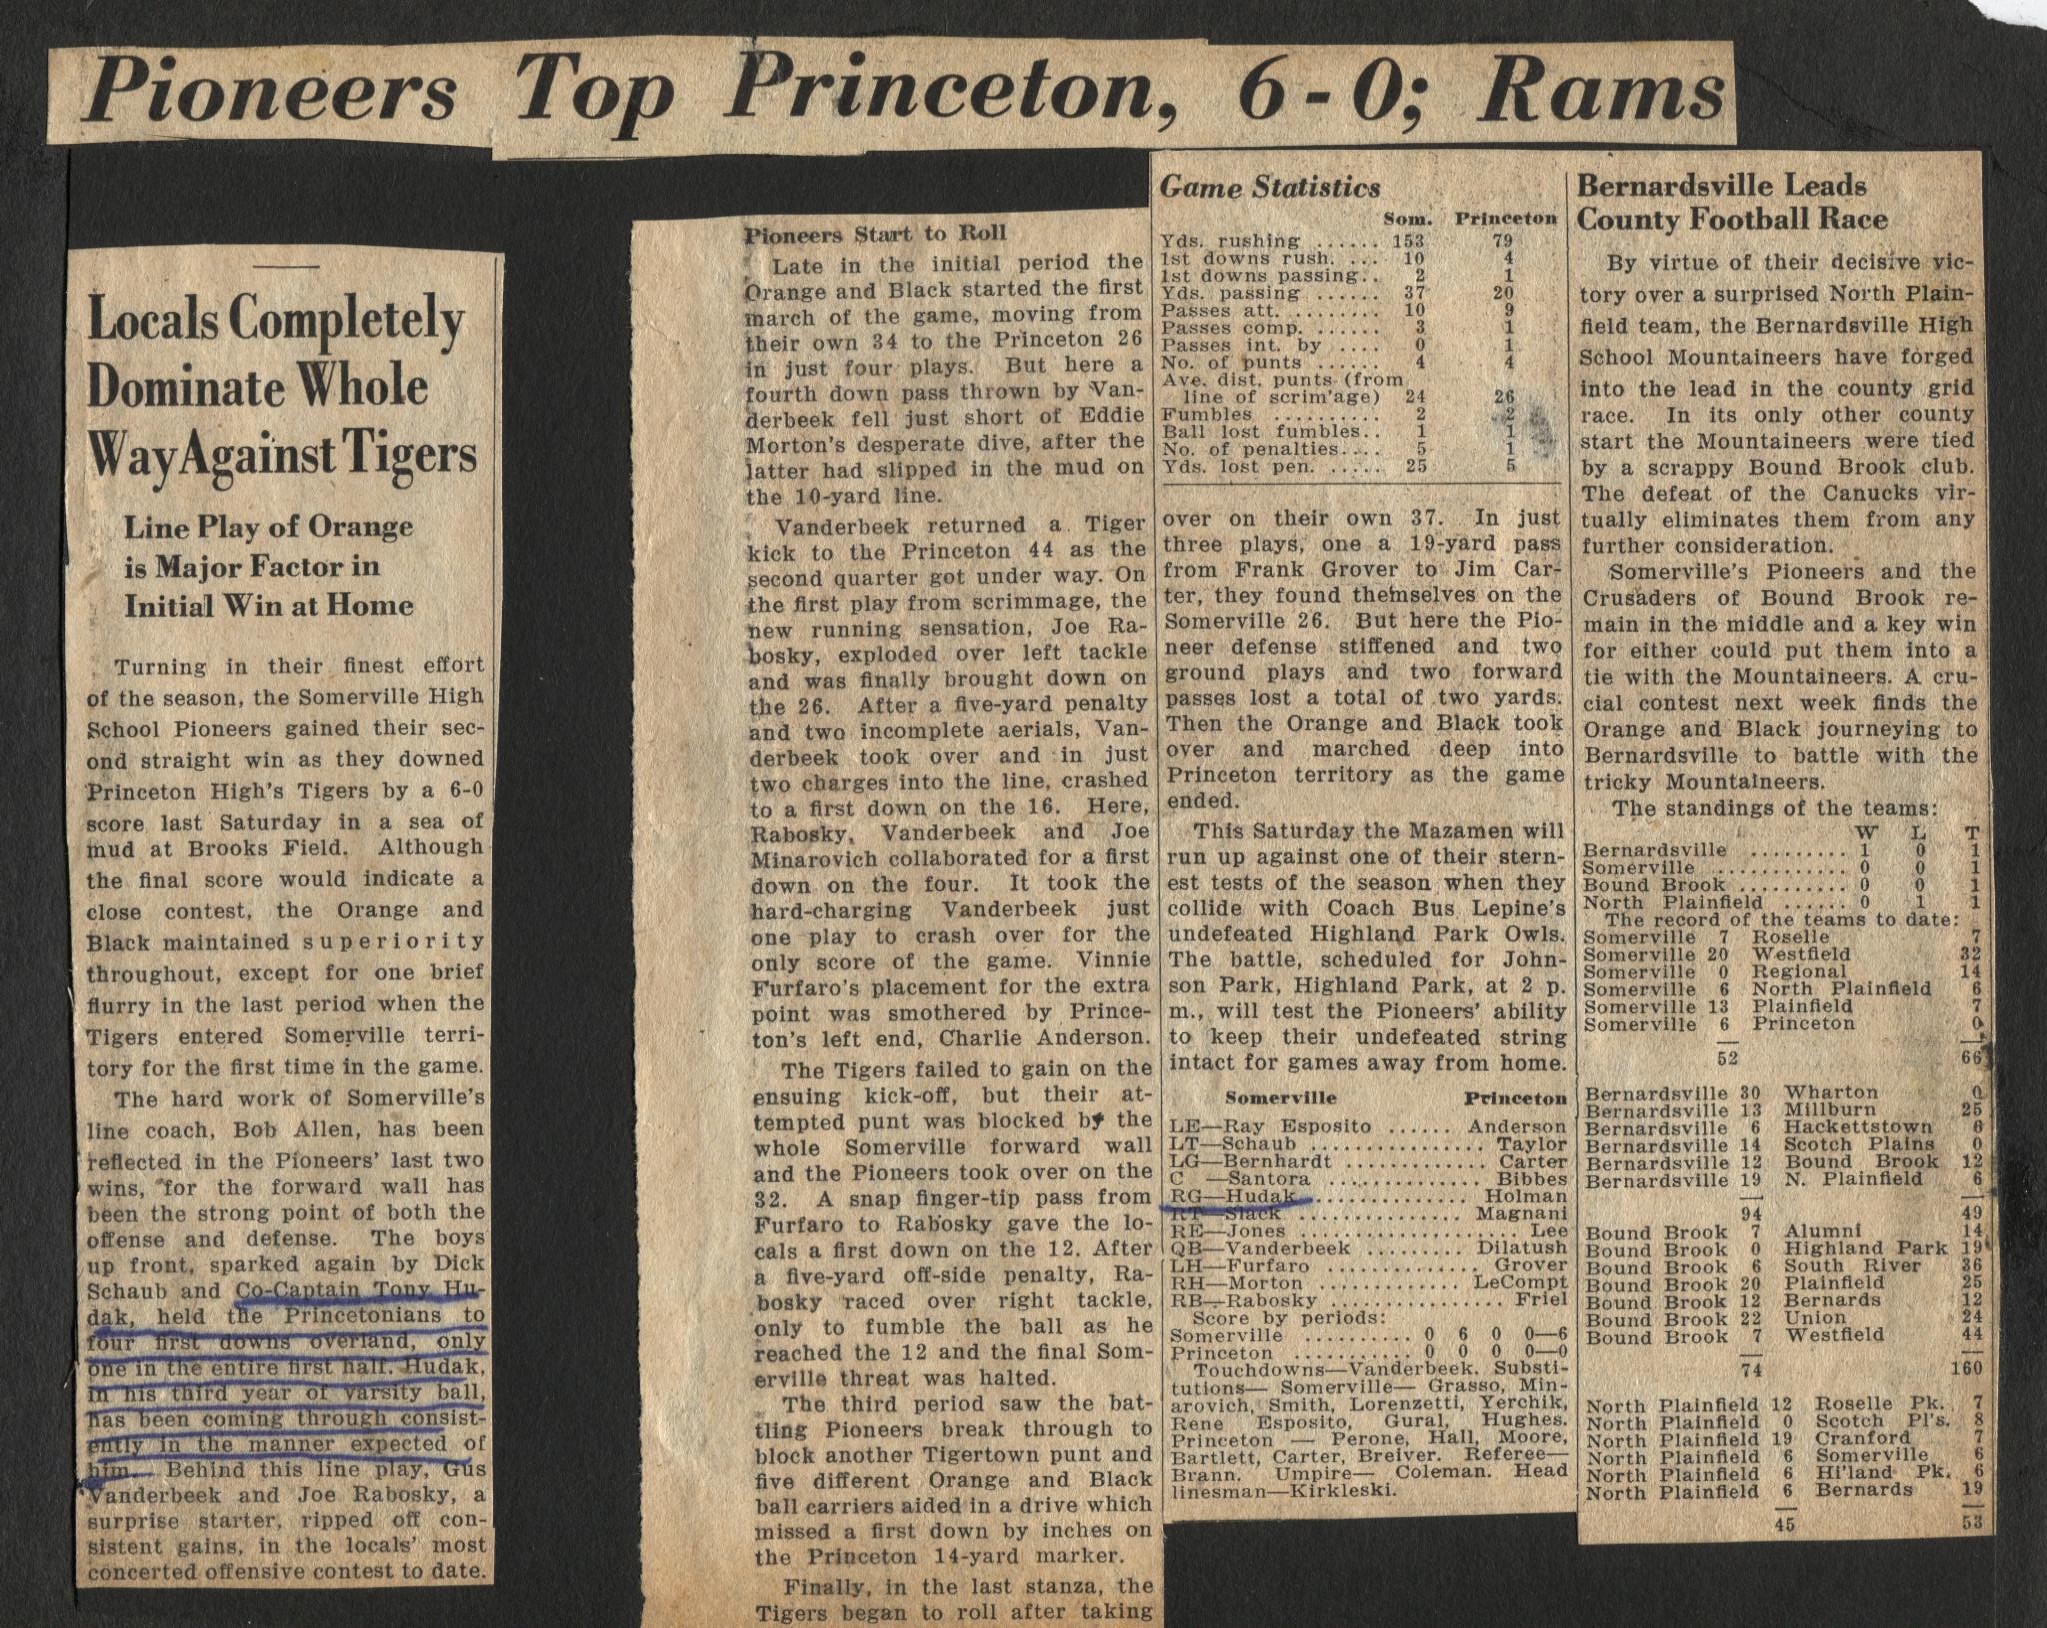 Pioneers Top Princeton, 6-0; Rams
Locals Completely
Dominate Whole
Way Against Tigers
Line Play of Orange
is Major Factor in
Initial Win at Home
Turning in their finest effort
of the season, the Somerville High
School Pioneers gained their sec-
ond straight win as they downed
Princeton High's Tigers by a 6-0
score last Saturday in a sea of
mud at Brooks Field. Although
the final score would indicate a
close contest, the Orange and
Black maintained superiority
throughout, except for one brief
flurry in the last period when the
Tigers entered Somerville terri-
tory for the first time in the game.
The hard work of Somerville's
line coach, Bob Allen, has been
reflected in the Pioneers' last two
wins, for the forward wall has
been the strong point of both the
offense and defense. The boys
up front, sparked again by Dick
Schaub and Co-Captain Tony Hu-
dak, held the Princetonians to
four first downs overland, only
one in the entire first half. Hudak,
in his third year of varsity ball,
has been coming through consist-
ently in the manner expected of
him. Behind this line play, Gus
Vanderbeek and Joe Rabosky, a
surprise starter, ripped off con-
sistent gains, in the locals' most
concerted offensive contest to date.
Pioneers Start to Roll
Late in the initial period the
Orange and Black started the first
march of the game, moving from
their own 34 to the Princeton 26
in just four plays. But here a
fourth down pass thrown by Van-
derbeek fell just short of Eddie
Morton's desperate dive, after the
latter had slipped in the mud on
the 10-yard line.
Vanderbeek returned a Tiger
kick to the Princeton 44 as the
second quarter got under way. On
the first play from scrimmage, the
new running sensation, Joe Ra-
bosky, exploded over left tackle
and was finally brought down on
the 26. After a five-yard penalty
and two incomplete aerials, Van-
derbeek took over and in just
two charges into the line, crashed
to a first down on the 16. Here,
Rabosky, Vanderbeek and Joe
Minarovich collaborated for a first
down on the four. It took the
hard-charging Vanderbeek just
one play to crash over for the
only score of the game. Vinnie
Furfaro's placement for the extra
point was smothered by Prince-
ton's left end, Charlie Anderson.
The Tigers failed to gain on the
ensuing kick-off, but their at-
tempted punt was blocked by the
whole Somerville forward wall
and the Pioneers took over on the
32. A snap finger-tip pass from
Furfaro to Rabosky gave the lo-
cals a first down on the 12. After
a five-yard off-side penalty, Ra-
bosky raced over right tackle,
only to fumble the ball as he
reached the 12 and the final Som-
erville threat was halted.
The third period saw the bat-
tling Pioneers break through to
block another Tigertown punt and
five different Orange and Black
ball carriers aided in a drive which
missed a first down by inches on
the Princeton 14-yard marker.
Finally, in the last stanza, the
Tigers began to roll after taking
Game Statistics
Som. Princeton
Yds. rushing ...... 153 79
1st downs rush. ... 10 4
1st downs passing.. 2 1
Yds. passing ...... 37 20
Passes att. ......... 10 9
Passes comp. ...... 3 1
Passes int. by .... 0 1
No. of punts ...... 4 4
Ave. dist. punts (from
line of scrim'age) 24 26
Fumbles .......... 2 2
Ball lost fumbles.. 1 1
No. of penalties.... 5 1
Yds. lost pen. ..... 25 5
over on their own 37. In just
three plays, one a 19-yard pass
from Frank Grover to Jim Car-
ter, they found themselves on the
Somerville 26. But here the Pio-
neer defense stiffened and two
ground plays and two forward
passes lost a total of two yards.
Then the Orange and Black took
over and marched deep into
Princeton territory as the game
ended.
This Saturday the Mazamen will
run up against one of their stern-
est tests of the season when they
collide with Coach Bus Lepine's
undefeated Highland Park Owls.
The battle, scheduled for John-
son Park, Highland Park, at 2 p.
m., will test the Pioneers' ability
to keep their undefeated string
intact for games away from home.
Somerville Princeton
LE—Ray Esposito ...... Anderson
LT—Schaub ............... Taylor
LG—Bernhardt ............ Carter
C —Santora .............. Bibbes
RG—Hudak .............. Holman
RT—Slack .............. Magnani
RE—Jones ..................... Lee
QB—Vanderbeek ......... Dilatush
LH—Furfaro ............. Grover
RH—Morton ............ LeCompt
RB—Rabosky ............... Friel
Score by periods:
Somerville .......... 0 6 0 0—6
Princeton ........... 0 0 0 0—0
Touchdowns—Vanderbeek. Substi-
tutions— Somerville— Grasso, Min-
arovich, Smith, Lorenzetti, Yerchik,
Rene Esposito, Gural, Hughes.
Princeton — Perone, Hall, Moore,
Bartlett, Carter, Breiver. Referee—
Brann. Umpire— Coleman. Head
linesman—Kirkleski.
Bernardsville Leads
County Football Race
By virtue of their decisive vic-
tory over a surprised North Plain-
field team, the Bernardsville High
School Mountaineers have forged
into the lead in the county grid
race. In its only other county
start the Mountaineers were tied
by a scrappy Bound Brook club.
The defeat of the Canucks vir-
tually eliminates them from any
further consideration.
Somerville's Pioneers and the
Crusaders of Bound Brook re-
main in the middle and a key win
for either could put them into a
tie with the Mountaineers. A cru-
cial contest next week finds the
Orange and Black journeying to
Bernardsville to battle with the
tricky Mountaineers.
The standings of the teams:
W L T
Bernardsville ......... 1 0 1
Somerville ............ 0 0 1
Bound Brook .......... 0 0 1
North Plainfield ...... 0 1 1
The record of the teams to date:
Somerville 7 Roselle 7
Somerville 20 Westfield 32
Somerville 0 Regional 14
Somerville 6 North Plainfield 6
Somerville 13 Plainfield 7
Somerville 6 Princeton 0
52 66
Bernardsville 30 Wharton 0
Bernardsville 13 Millburn 25
Bernardsville 6 Hackettstown 6
Bernardsville 14 Scotch Plains 0
Bernardsville 12 Bound Brook 12
Bernardsville 19 N. Plainfield 6
94 49
Bound Brook 7 Alumni 14
Bound Brook 0 Highland Park 19
Bound Brook 6 South River 36
Bound Brook 20 Plainfield 25
Bound Brook 12 Bernards 12
Bound Brook 22 Union 24
Bound Brook 7 Westfield 44
74 160
North Plainfield 12 Roselle Pk. 7
North Plainfield 0 Scotch Pl's. 8
North Plainfield 19 Cranford 7
North Plainfield 6 Somerville 6
North Plainfield 6 Hi'land Pk. 6
North Plainfield 6 Bernards 19
45 53